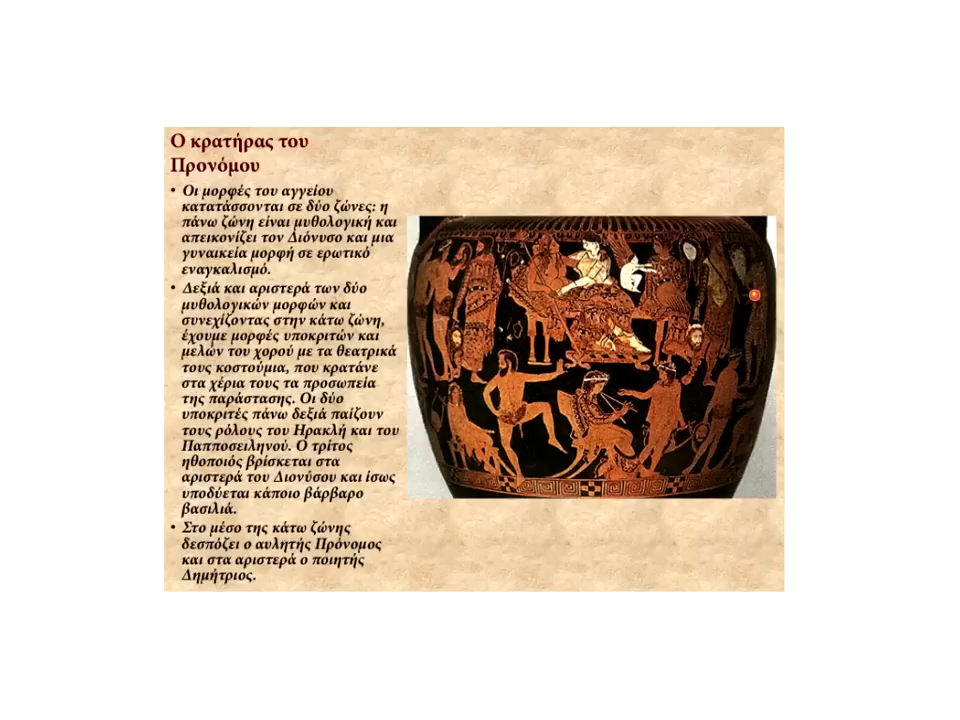 Ο κρατήρας του
Προνόμου
• Οι μορφές του αγγείου
κατατάσσονται σε δύο ζώνες: η
πάνω ζώνη είναι μυθολογική και
απεικονίζει τον Διόνυσο και μια
γυναικεία μορφή σε ερωτικό
εναγκαλισμό.
• Δεξιά και αριστερά των δύο
μυθολογικών μορφών και
συνεχίζοντας στην κάτω ζώνη,
έχουμε μορφές υποκριτών και
μελών του χορού με τα θεατρικά
τους κοστούμια, που κρατάνε
στα χέρια τους τα προσωπεία
της παράστασης. Οι δύο
υποκριτές πάνω δεξιά παίζουν
τους ρόλους του Ηρακλή και του
Παπποσειληνού. Ο τρίτος
ηθοποιός βρίσκεται στα
αριστερά του Διονύσου και ίσως
υποδύεται κάποιο βάρβαρο
βασιλιά.
• Στο μέσο της κάτω ζώνης
δεσπόζει ο αυλητής Πρόνομος
και στα αριστερά ο ποιητής
Δημήτριος.